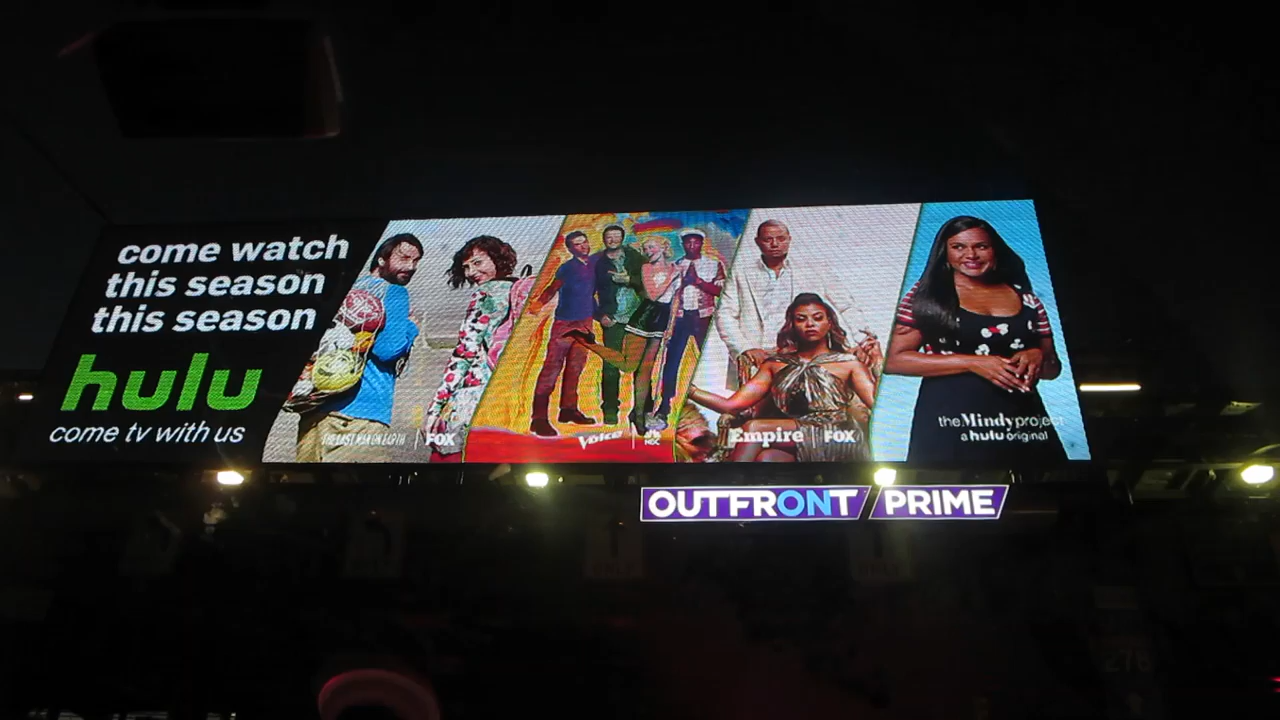 come watch
this season
this season
hulu
come tv with us
THE LAST MAN ON EARTH | FOX
the Voice | NBC
Empire | FOX
the Mindy project
a hulu original
OUTFRONT / PRIME